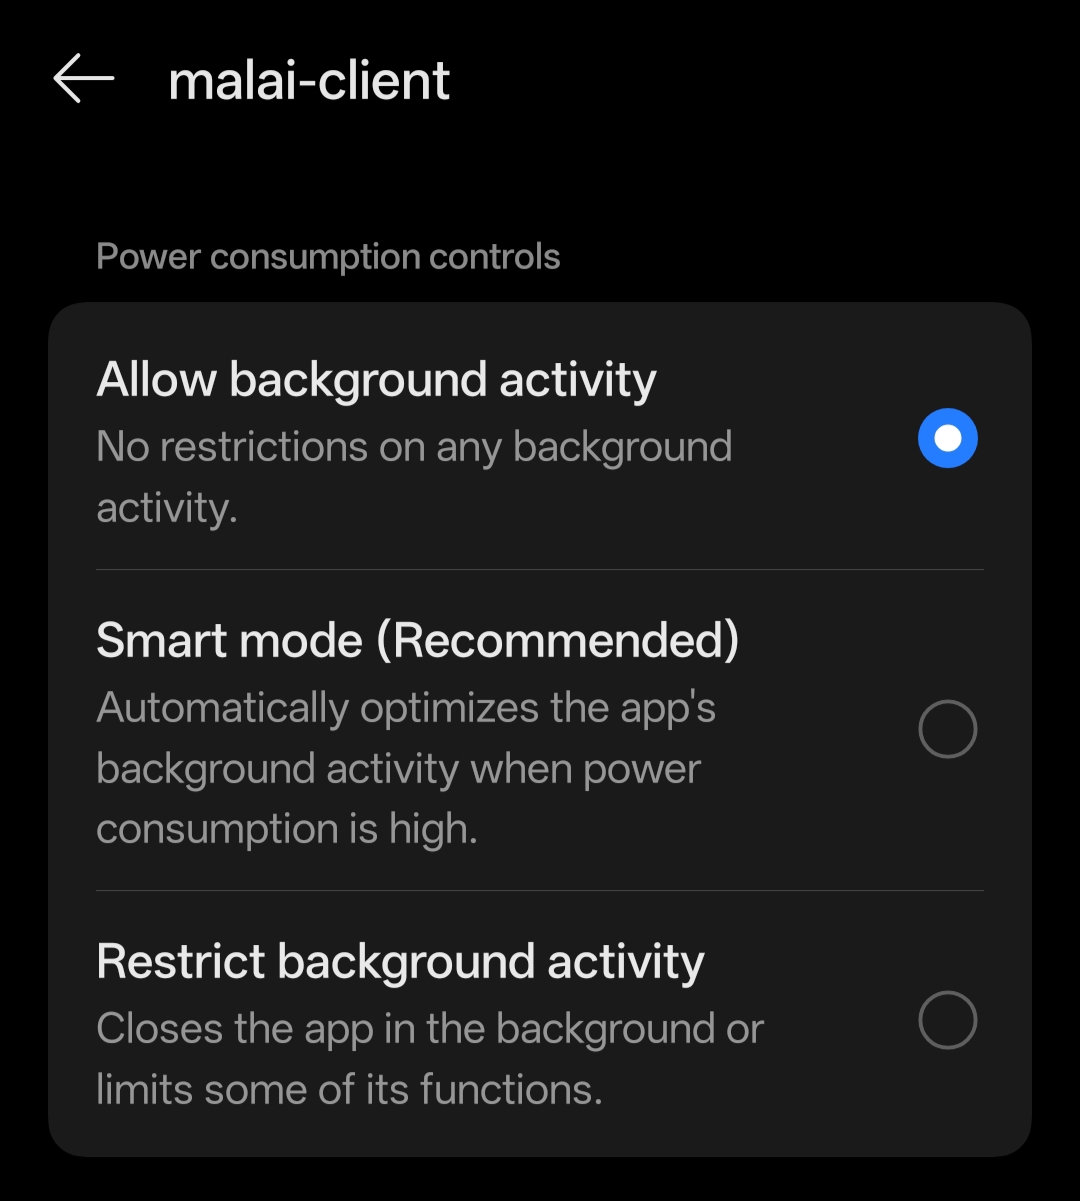 malai-client
Power consumption controls
Allow background activity
No restrictions on any background
activity.
Smart mode (Recommended)
Automatically optimizes the app's
background activity when power
consumption is high.
Restrict background activity
Closes the app in the background or
limits some of its functions.